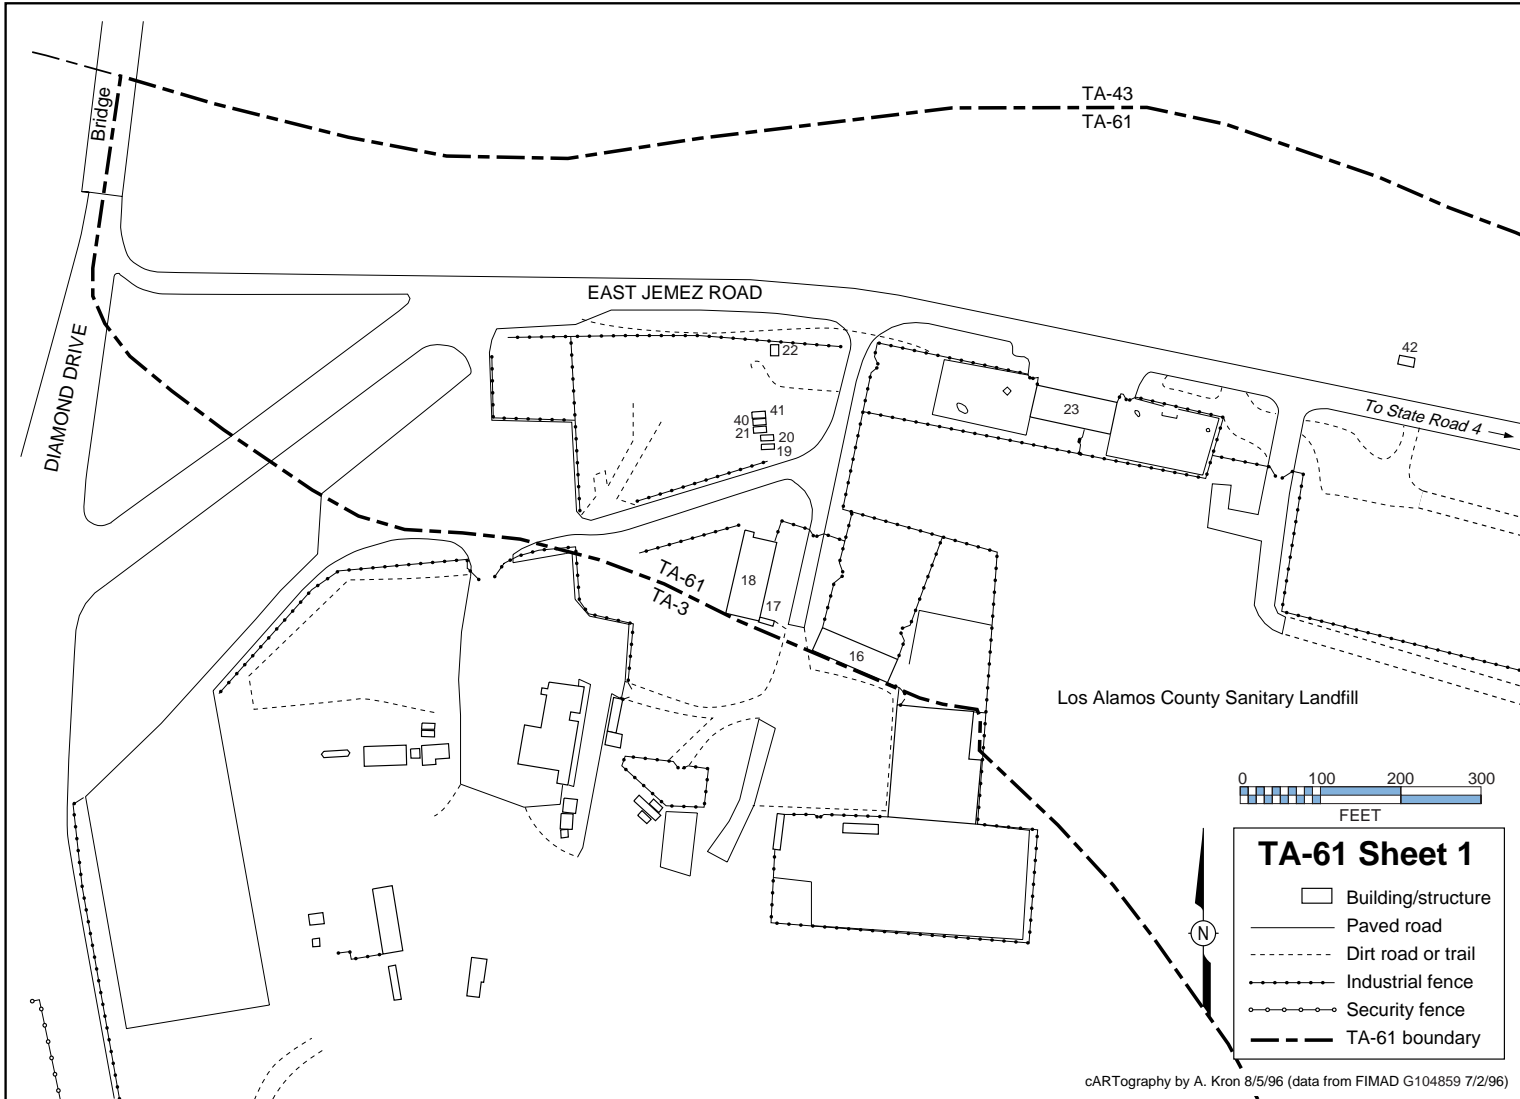 TA-43
TA-61
Bridge
EAST JEMEZ ROAD
DIAMOND DRIVE
22
42
41
40
21
20
19
23
To State Road 4
TA-61
TA-3
18
17
16
Los Alamos County Sanitary Landfill
0 100 200 300
FEET
TA-61 Sheet 1
Building/structure
Paved road
N
Dirt road or trail
Industrial fence
Security fence
TA-61 boundary
cARTography by A. Kron 8/5/96 (data from FIMAD G104859 7/2/96)